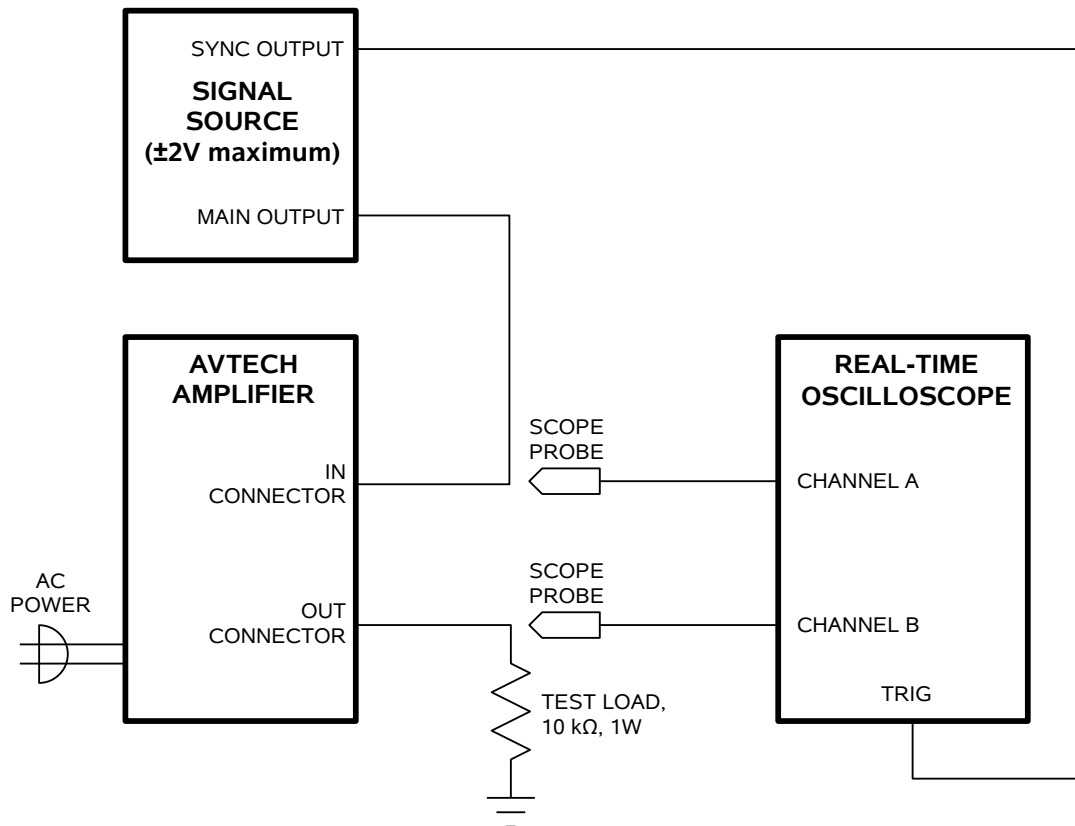 SYNC OUTPUT
SIGNAL
SOURCE
(±2V maximum)
MAIN OUTPUT
AVTECH
AMPLIFIER
IN
CONNECTOR
OUT
CONNECTOR
AC
POWER
SCOPE
PROBE
SCOPE
PROBE
TEST LOAD,
10 kΩ, 1W
REAL-TIME
OSCILLOSCOPE
CHANNEL A
CHANNEL B
TRIG